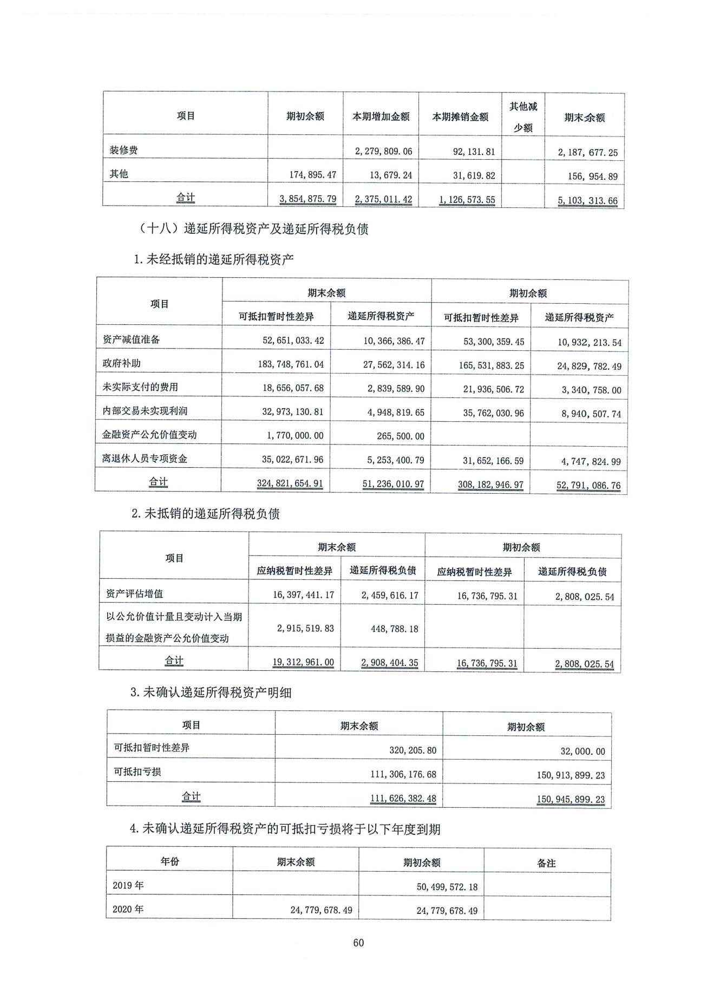 项目 期初余额 本期增加金额 本期摊销金额 其他减少额 期末余额
装修费 2,279,809.06 92,131.81 2,187,677.25
其他 174,895.47 13,679.24 31,619.82 156,954.89
合计 3,854,875.79 2,375,011.42 1,126,573.55 5,103,313.66
（十八）递延所得税资产及递延所得税负债
1.未经抵销的递延所得税资产
项目 期末余额 期初余额
可抵扣暂时性差异 递延所得税资产 可抵扣暂时性差异 递延所得税资产
资产减值准备 52,651,033.42 10,366,386.47 53,300,359.45 10,932,213.54
政府补助 183,748,761.04 27,562,314.16 165,531,883.25 24,829,782.49
未实际支付的费用 18,656,057.68 2,839,589.90 21,936,506.72 3,340,758.00
内部交易未实现利润 32,973,130.81 4,948,819.65 35,762,030.96 8,940,507.74
金融资产公允价值变动 1,770,000.00 265,500.00
离退休人员专项资金 35,022,671.96 5,253,400.79 31,652,166.59 4,747,824.99
合计 324,821,654.91 51,236,010.97 308,182,946.97 52,791,086.76
2.未抵销的递延所得税负债
项目 期末余额 期初余额
应纳税暂时性差异 递延所得税负债 应纳税暂时性差异 递延所得税负债
资产评估增值 16,397,441.17 2,459,616.17 16,736,795.31 2,808,025.54
以公允价值计量且变动计入当期
损益的金融资产公允价值变动 2,915,519.83 448,788.18
合计 19,312,961.00 2,908,404.35 16,736,795.31 2,808,025.54
3.未确认递延所得税资产明细
项目 期末余额 期初余额
可抵扣暂时性差异 320,205.80 32,000.00
可抵扣亏损 111,306,176.68 150,913,899.23
合计 111,626,382.48 150,945,899.23
4.未确认递延所得税资产的可抵扣亏损将于以下年度到期
年份 期末余额 期初余额 备注
2019年 50,499,572.18
2020年 24,779,678.49 24,779,678.49
60